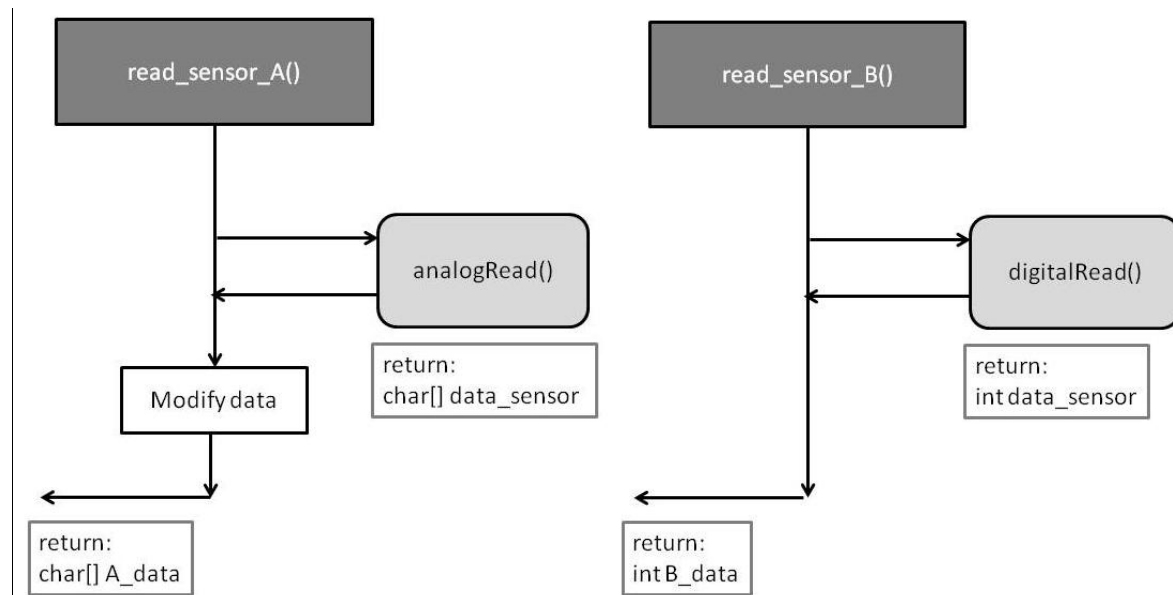 read_sensor_A()
analogRead()
return:
char[] data_sensor
Modify data
return:
char[] A_data
read_sensor_B()
digitalRead()
return:
int data_sensor
return:
int B_data